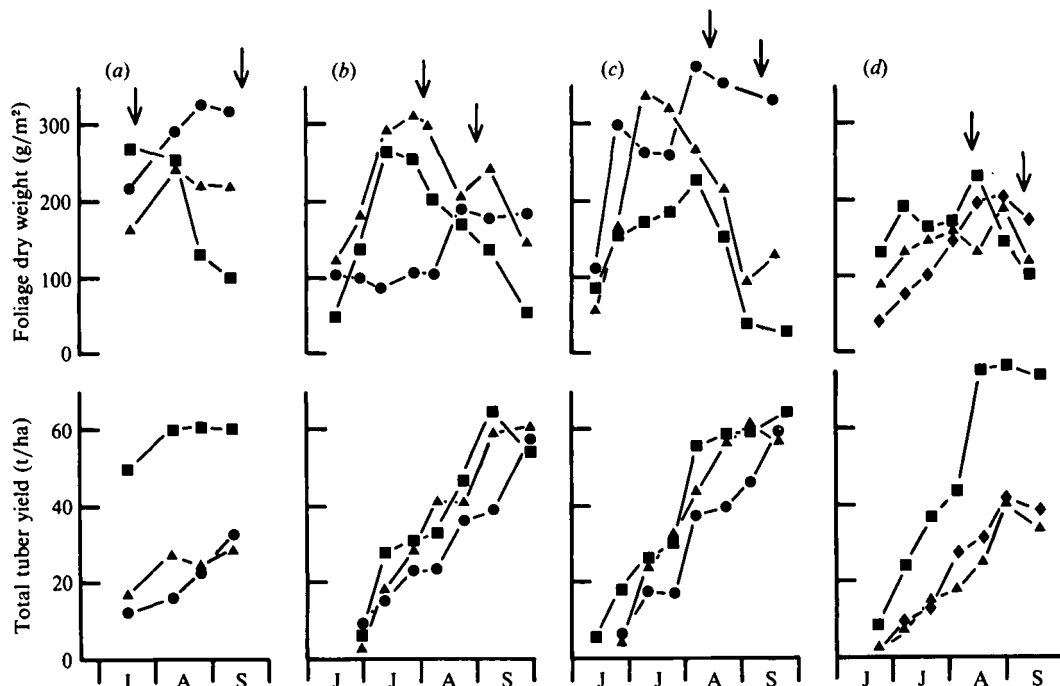 (a)
(b)
(c)
(d)
Foliage dry weight (g/m²)
300
200
100
0
Total tuber yield (t/ha)
60
40
20
0
J A S
J J A S
J J A S
J J A S